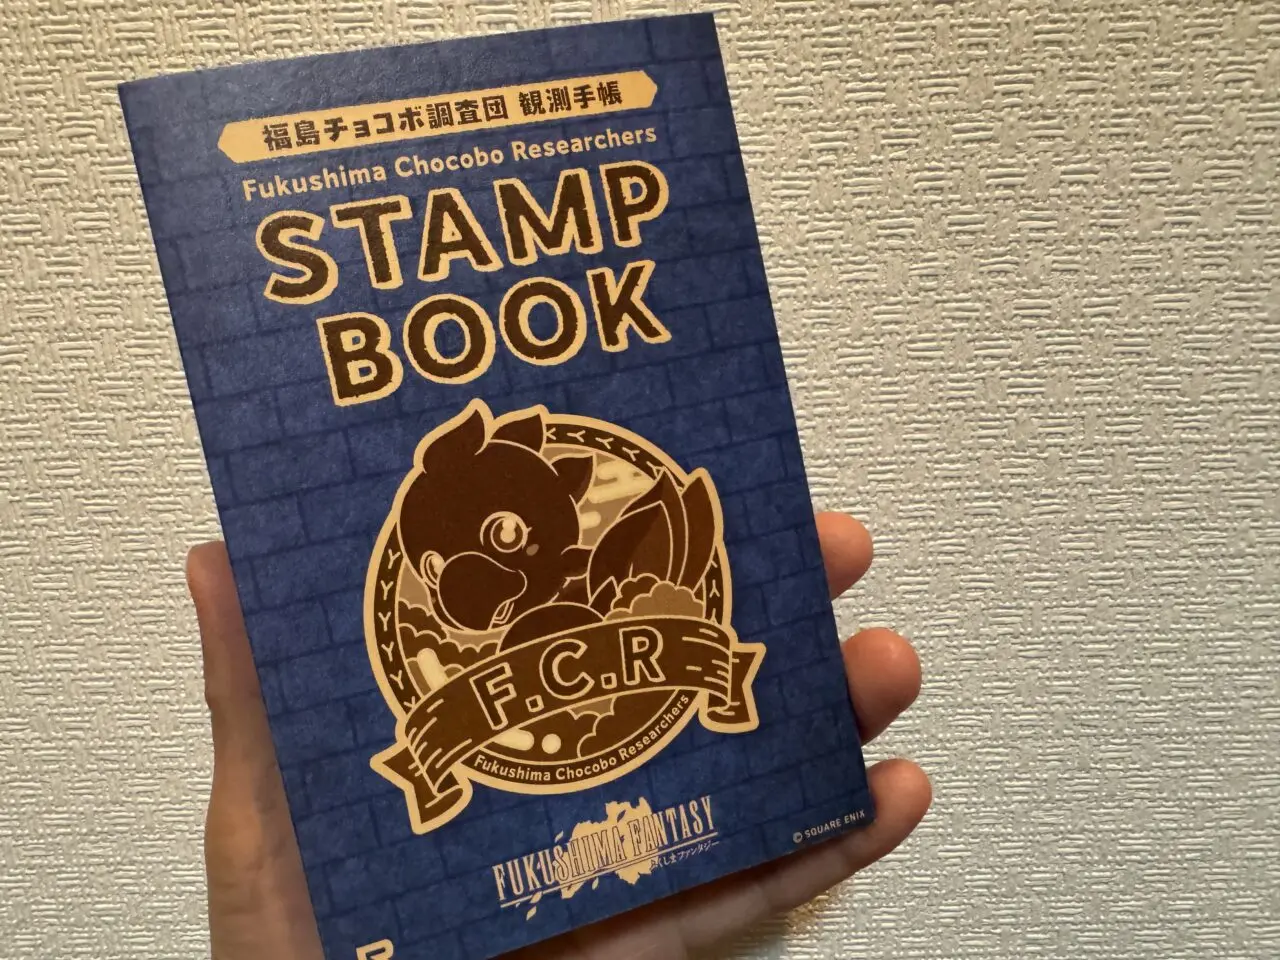 福島チョコボ調査団 観測手帳
Fukushima Chocobo Researchers
STAMP
BOOK
F.C.R
Fukushima Chocobo Researchers
FUKUSHIMA FANTASY
ふくしまファンタジー
© SQUARE ENIX